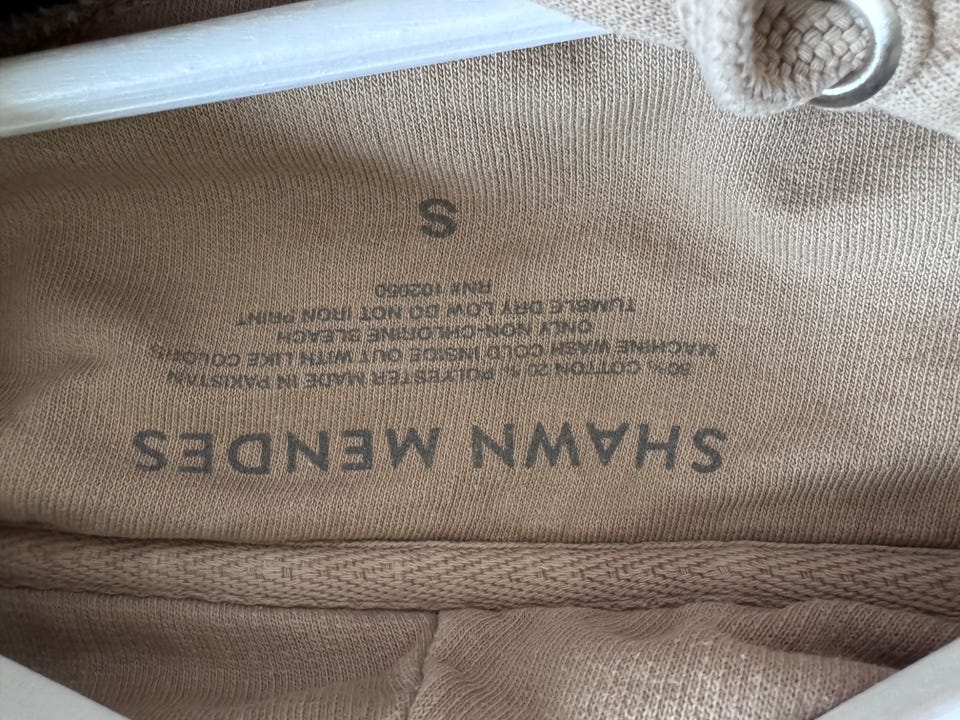 SHAWN MENDES
80% COTTON 20% POLYESTER MADE IN PAKISTAN
MACHINE WASH COLD INSIDE OUT WITH LIKE COLORS
ONLY NON-CHLORINE BLEACH
TUMBLE DRY LOW DO NOT IRON PRINT
RN# 102050
S